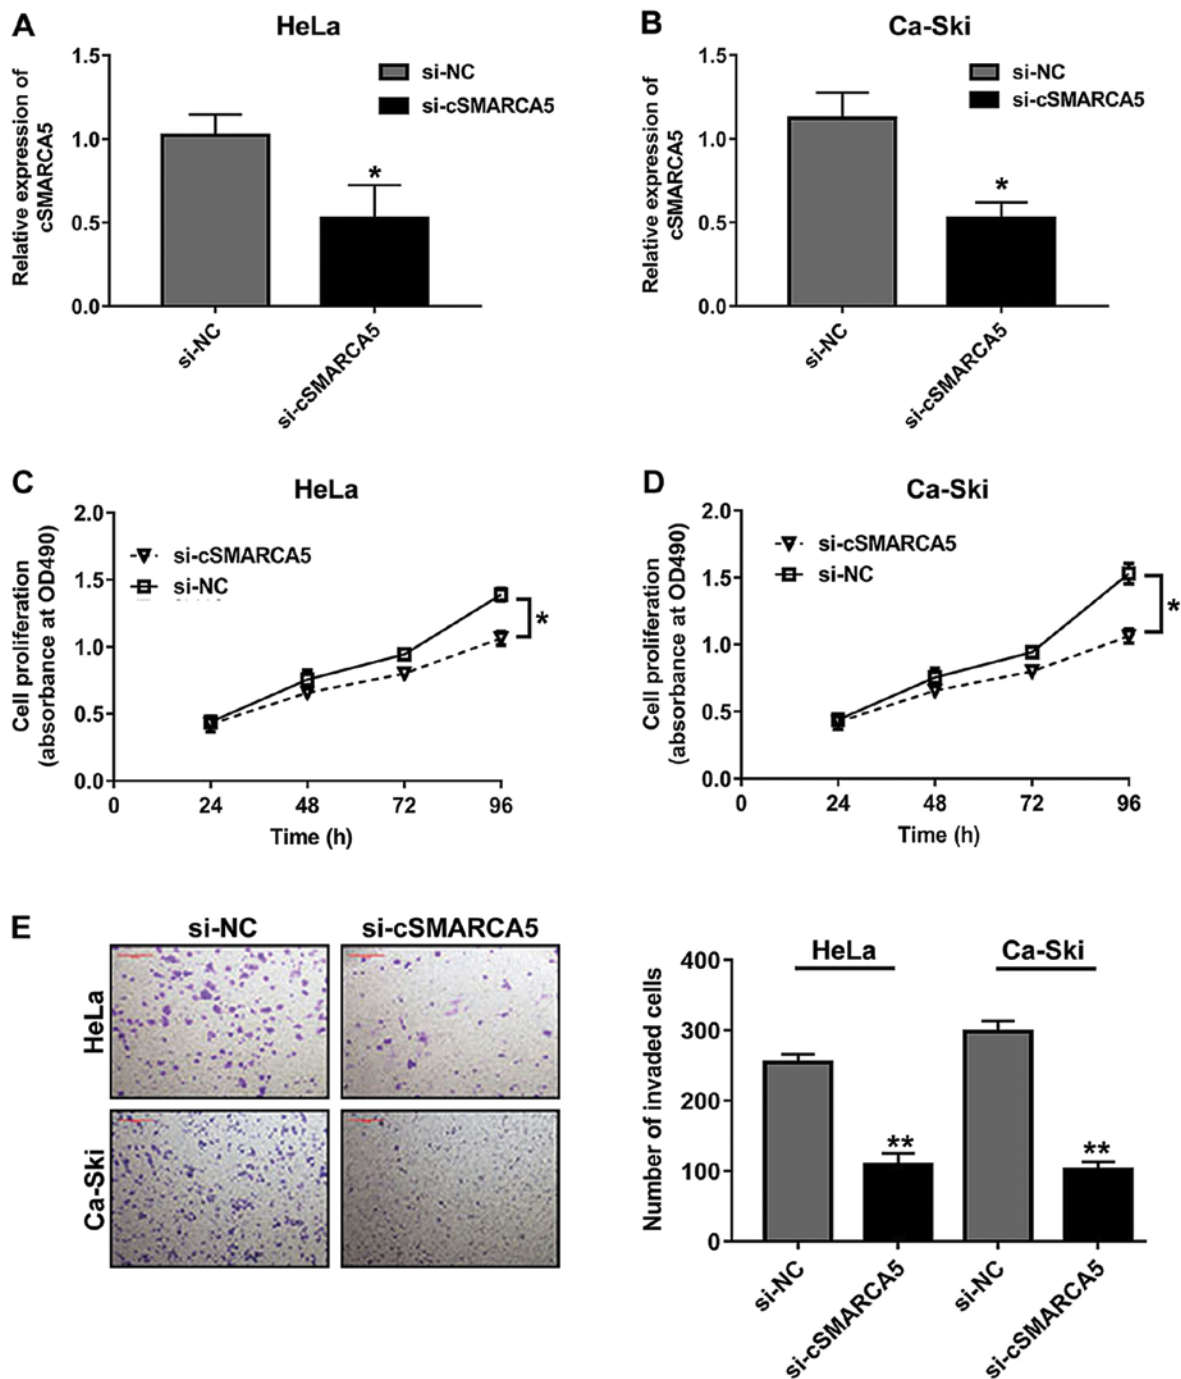 A
HeLa
Relative expression of
cSMARCA5
1.5
1.0
0.5
0.0
si-NC
si-cSMARCA5
*
si-NC
si-cSMARCA5
B
Ca-Ski
Relative expression of
cSMARCA5
1.5
1.0
0.5
0.0
si-NC
si-cSMARCA5
*
si-NC
si-cSMARCA5
C
HeLa
Cell proliferation
(absorbance at OD490)
2.0
1.5
1.0
0.5
0.0
si-cSMARCA5
si-NC
*
0 24 48 72 96
Time (h)
D
Ca-Ski
Cell proliferation
(absorbance at OD490)
2.0
1.5
1.0
0.5
0.0
si-cSMARCA5
si-NC
*
0 24 48 72 96
Time (h)
E
si-NC si-cSMARCA5
HeLa
Ca-Ski
Number of invaded cells
400
300
200
100
0
HeLa Ca-Ski
** **
si-NC
si-cSMARCA5
si-NC
si-cSMARCA5